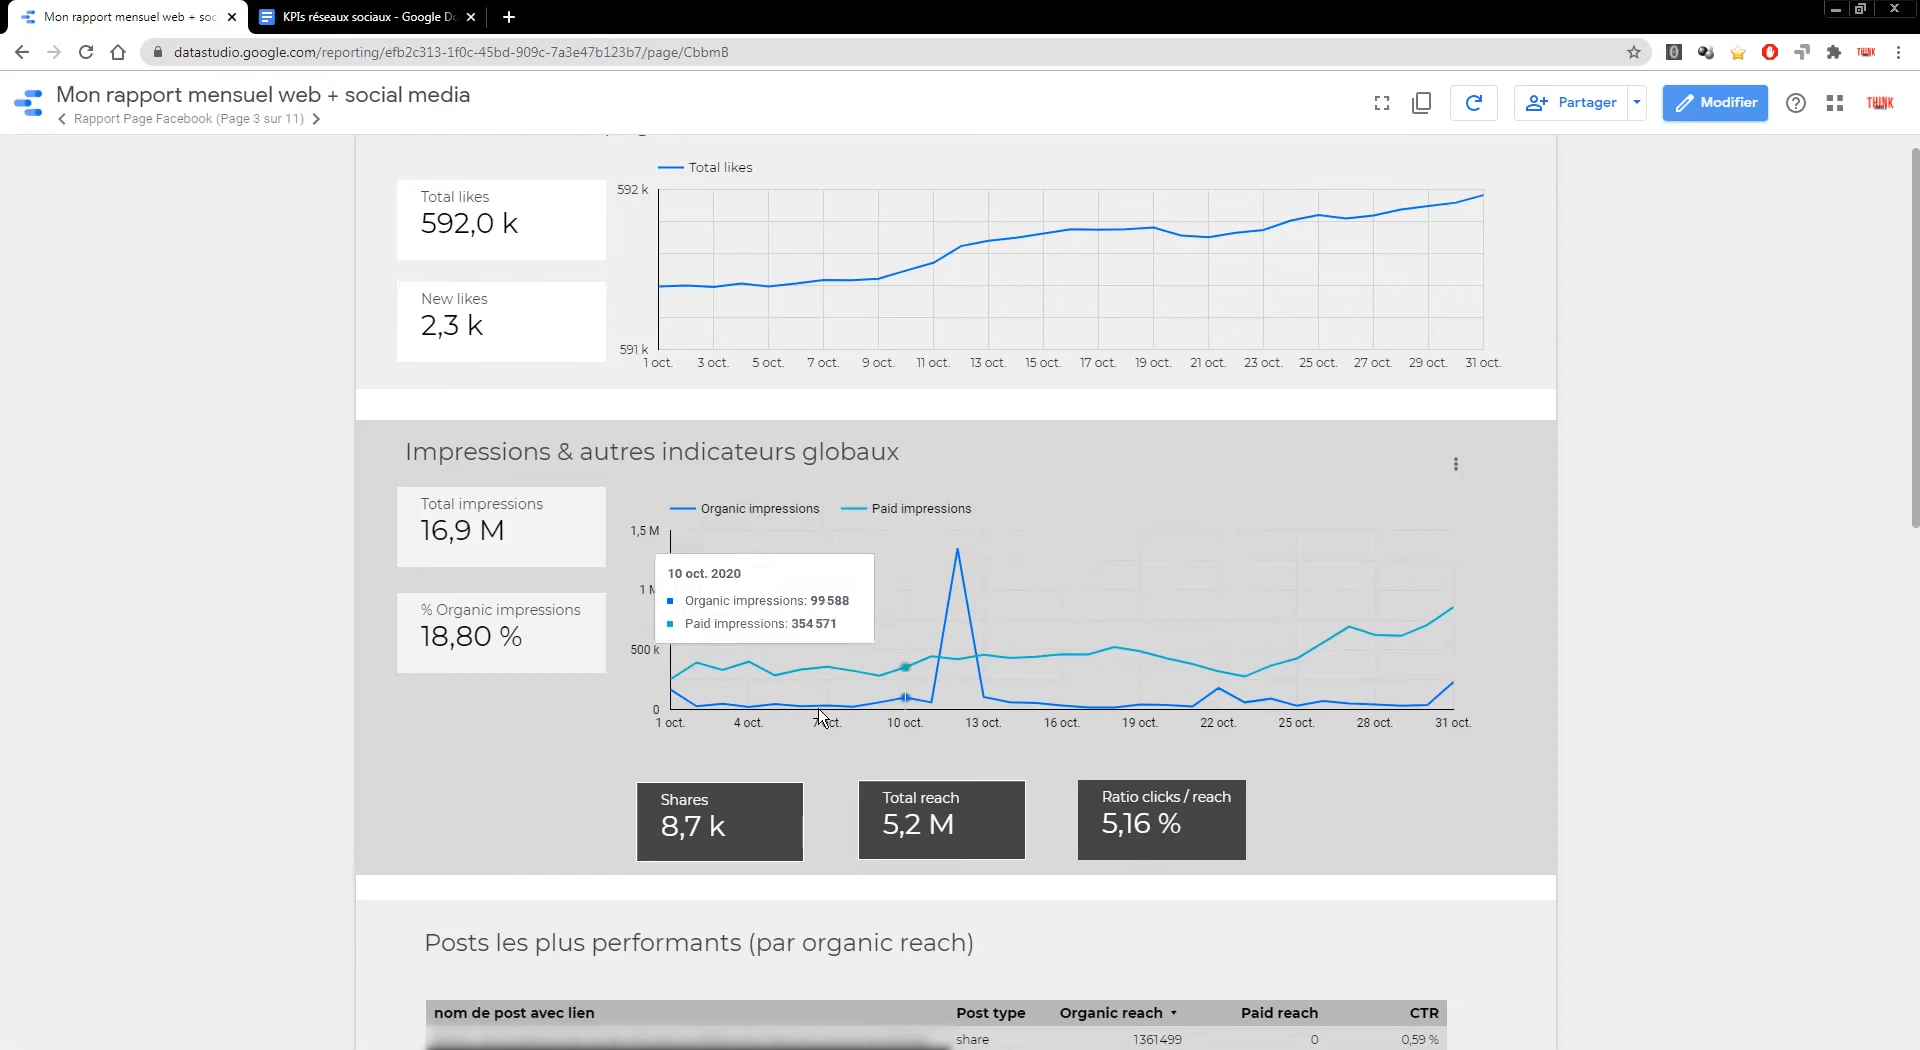 Mon rapport mensuel web + soc
KPIs réseaux sociaux - Google Do
datastudio.google.com/reporting/efb2c313-1f0c-45bd-909c-7a3e47b123b7/page/CbbmB
THINK
Mon rapport mensuel web + social media
Rapport Page Facebook (Page 3 sur 11)
Partager
Modifier
THINK
Total likes
592,0 k
New likes
2,3 k
Total likes
592 k
591 k
1 oct. 3 oct. 5 oct. 7 oct. 9 oct. 11 oct. 13 oct. 15 oct. 17 oct. 19 oct. 21 oct. 23 oct. 25 oct. 27 oct. 29 oct. 31 oct.
Impressions & autres indicateurs globaux
Total impressions
16,9 M
% Organic impressions
18,80 %
Organic impressions Paid impressions
1,5 M
10 oct. 2020
Organic impressions: 99 588
Paid impressions: 354 571
500 k
0
1 oct. 4 oct. 7 oct. 10 oct. 13 oct. 16 oct. 19 oct. 22 oct. 25 oct. 28 oct. 31 oct.
Shares
8,7 k
Total reach
5,2 M
Ratio clicks / reach
5,16 %
Posts les plus performants (par organic reach)
nom de post avec lien Post type Organic reach Paid reach CTR
share 1361499 0 0,59 %